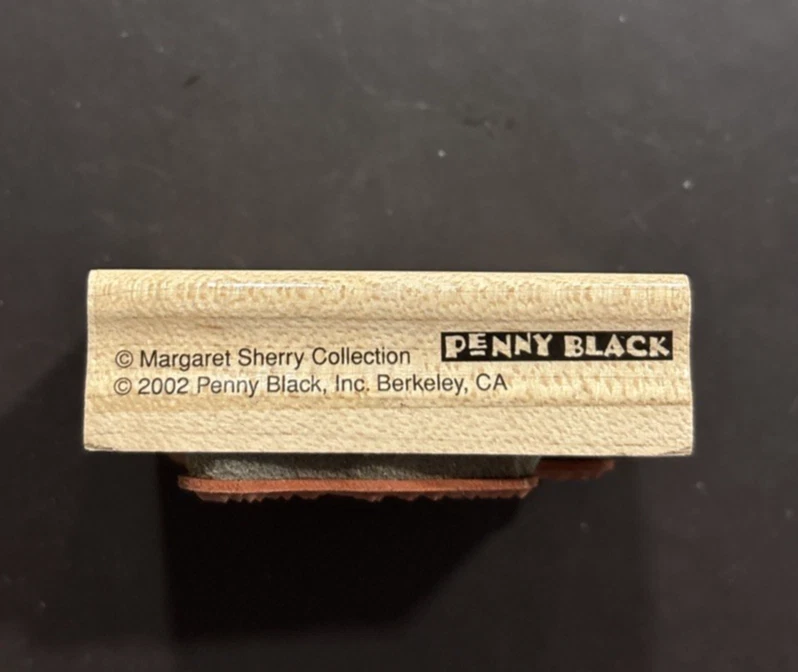 © Margaret Sherry Collection
PENNY BLACK
© 2002 Penny Black, Inc. Berkeley, CA